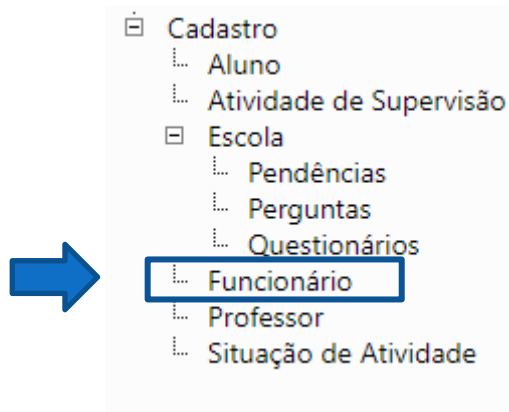 Cadastro
Aluno
Atividade de Supervisão
Escola
Pendências
Perguntas
Questionários
Funcionário
Professor
Situação de Atividade